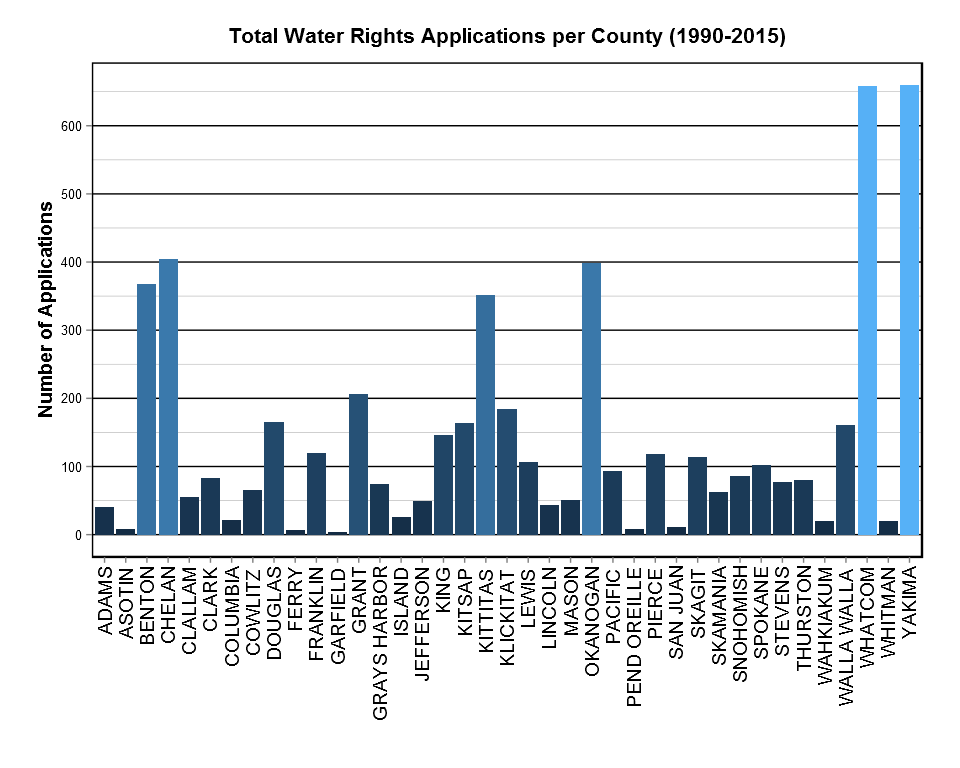 Total Water Rights Applications per County (1990-2015)
Number of Applications
600
500
400
300
200
100
0
ADAMS
ASOTIN
BENTON
CHELAN
CLALLAM
CLARK
COLUMBIA
COWLITZ
DOUGLAS
FERRY
FRANKLIN
GARFIELD
GRANT
GRAYS HARBOR
ISLAND
JEFFERSON
KING
KITSAP
KITTITAS
KLICKITAT
LEWIS
LINCOLN
MASON
OKANOGAN
PACIFIC
PEND OREILLE
PIERCE
SAN JUAN
SKAGIT
SKAMANIA
SNOHOMISH
SPOKANE
STEVENS
THURSTON
WAHKIAKUM
WALLA WALLA
WHATCOM
WHITMAN
YAKIMA